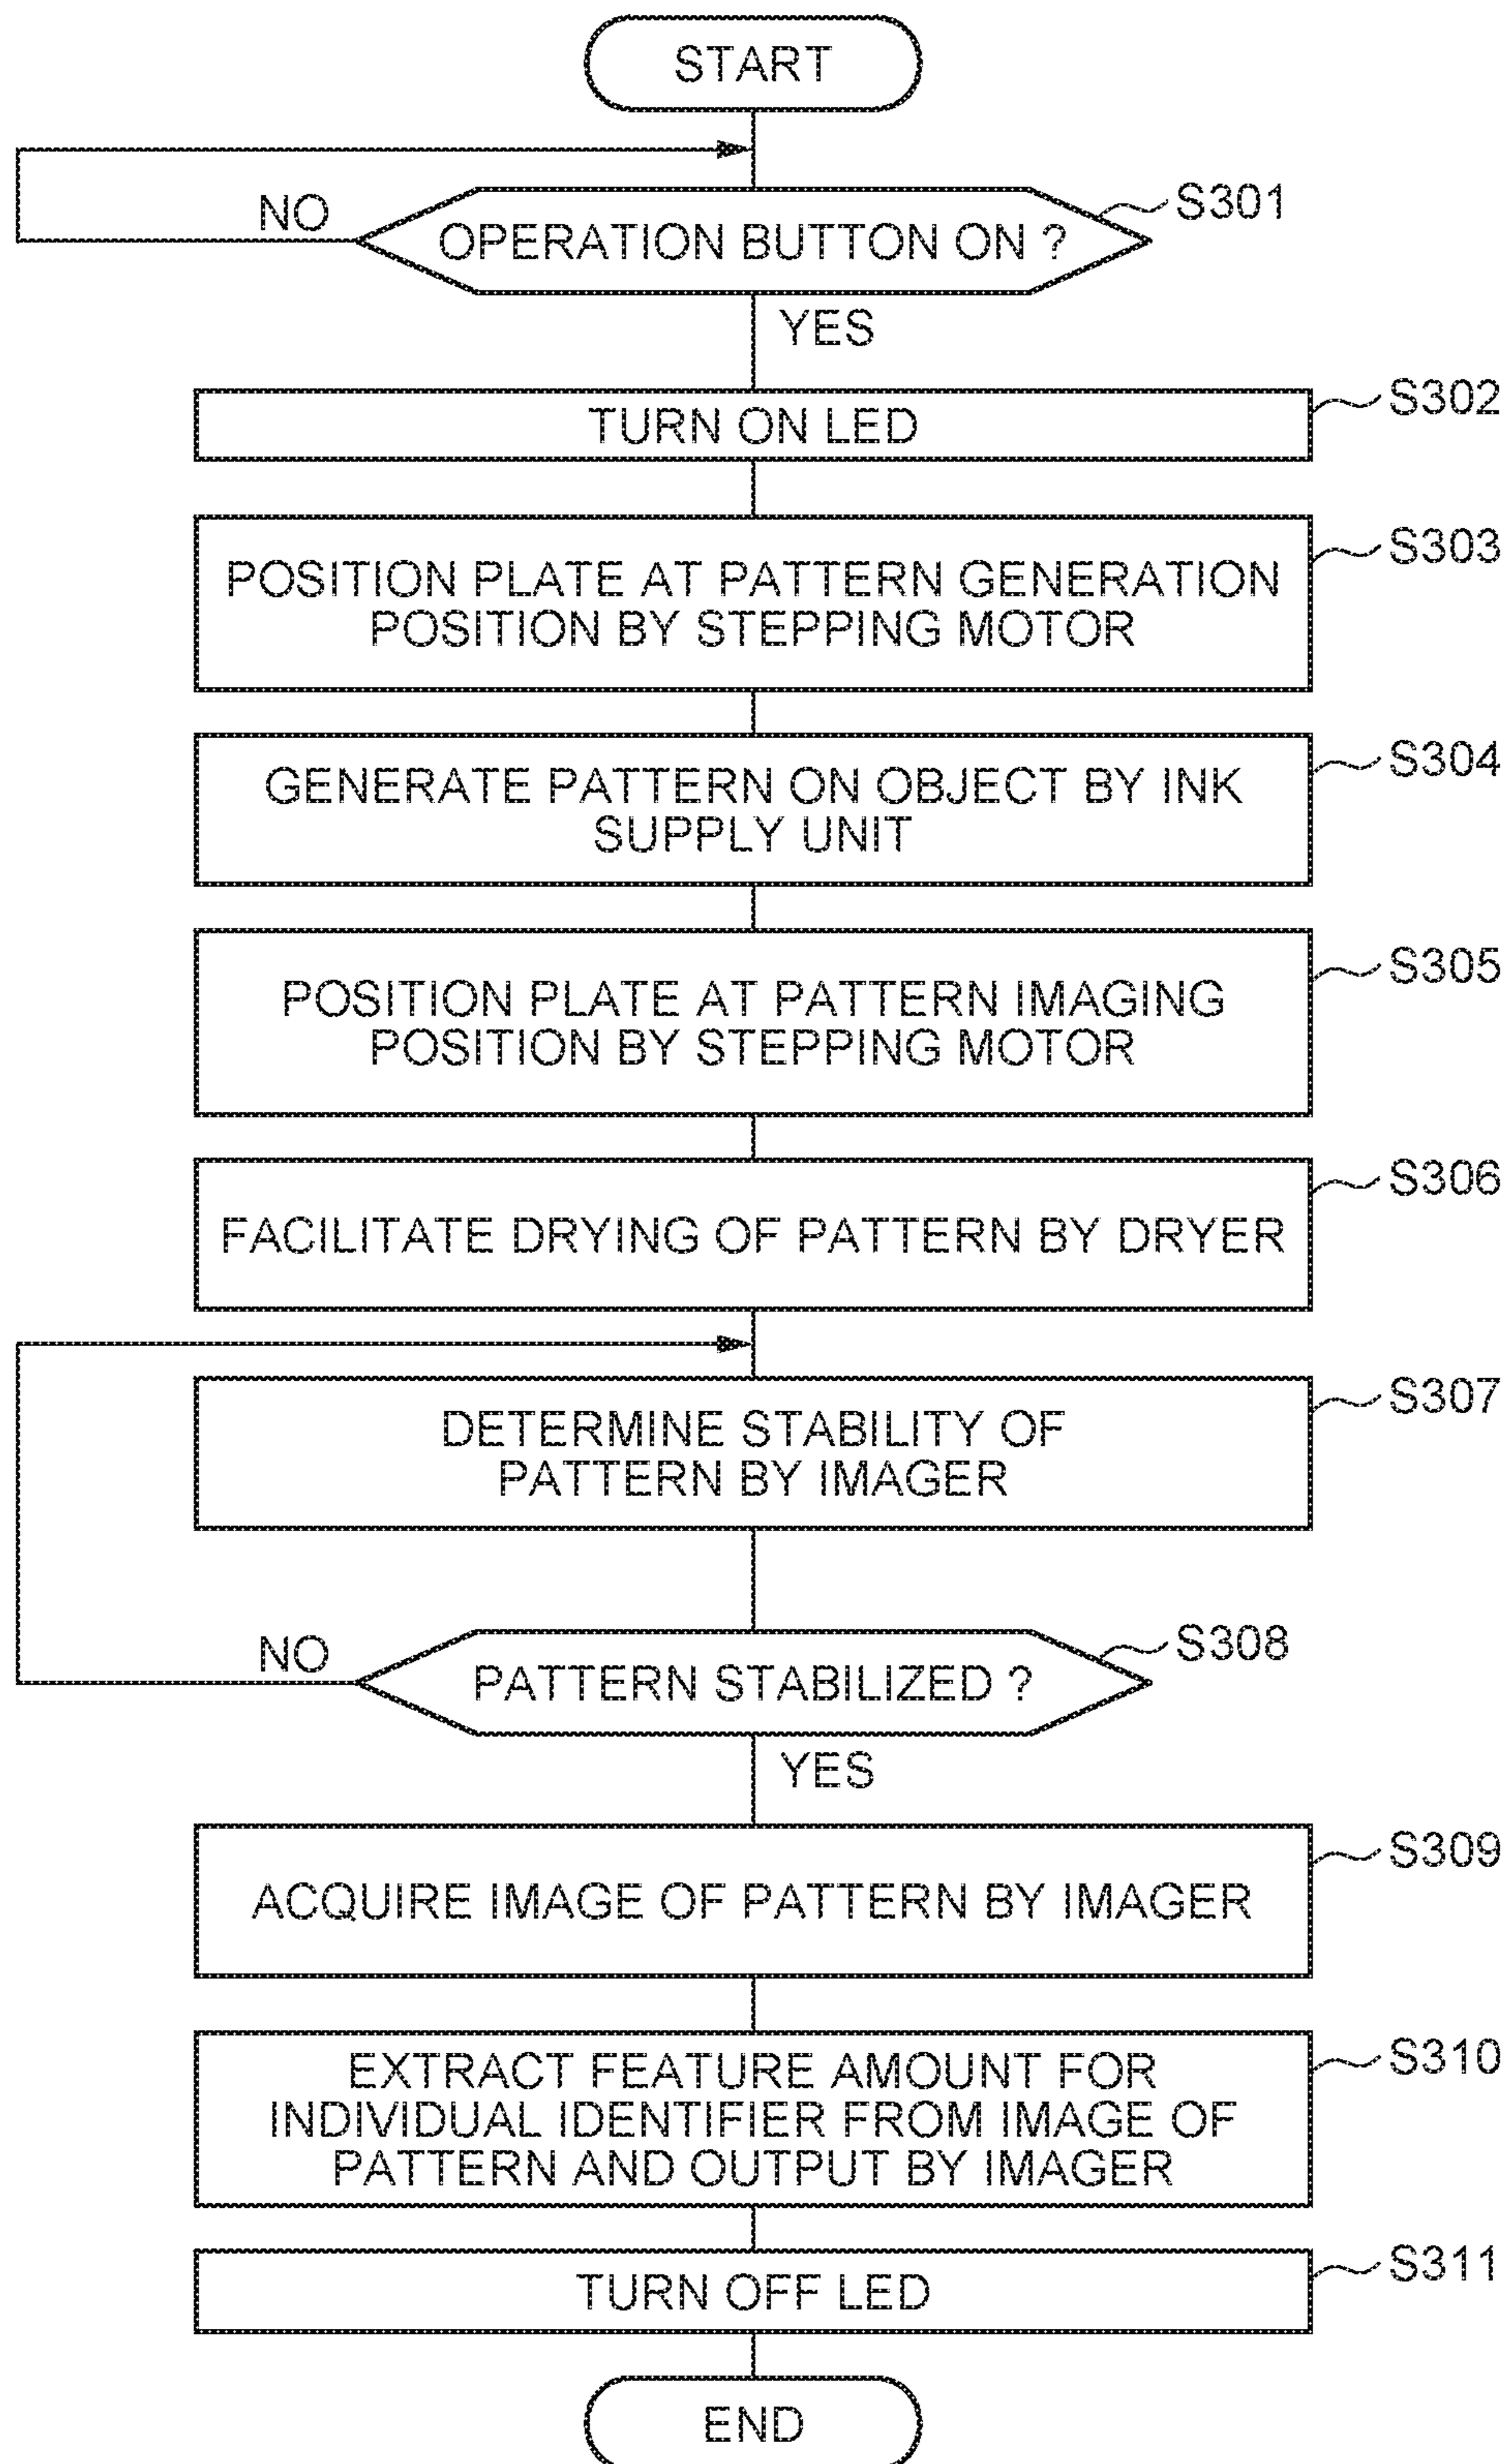 START
NO
OPERATION BUTTON ON ?
S301
YES
TURN ON LED
S302
POSITION PLATE AT PATTERN GENERATION
POSITION BY STEPPING MOTOR
S303
GENERATE PATTERN ON OBJECT BY INK
SUPPLY UNIT
S304
POSITION PLATE AT PATTERN IMAGING
POSITION BY STEPPING MOTOR
S305
FACILITATE DRYING OF PATTERN BY DRYER
S306
DETERMINE STABILITY OF
PATTERN BY IMAGER
S307
NO
PATTERN STABILIZED ?
S308
YES
ACQUIRE IMAGE OF PATTERN BY IMAGER
S309
EXTRACT FEATURE AMOUNT FOR
INDIVIDUAL IDENTIFIER FROM IMAGE OF
PATTERN AND OUTPUT BY IMAGER
S310
TURN OFF LED
S311
END